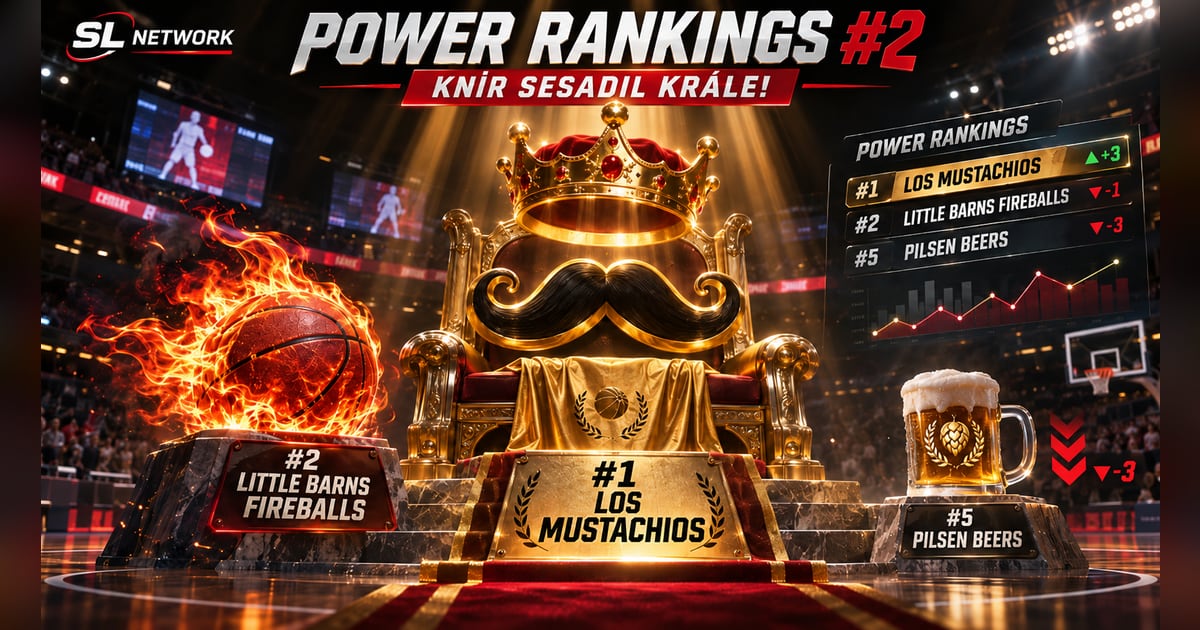 SL NETWORK
POWER RANKINGS #2
KNÍR SESADIL KRÁLE!
POWER RANKINGS
#1 LOS MUSTACHIOS ▲+3
#2 LITTLE BARNS FIREBALLS ▼-1
#5 PILSEN BEERS ▼-3
#2
LITTLE BARNS
FIREBALLS
#1
LOS
MUSTACHIOS
▼-3
#5
PILSEN BEERS